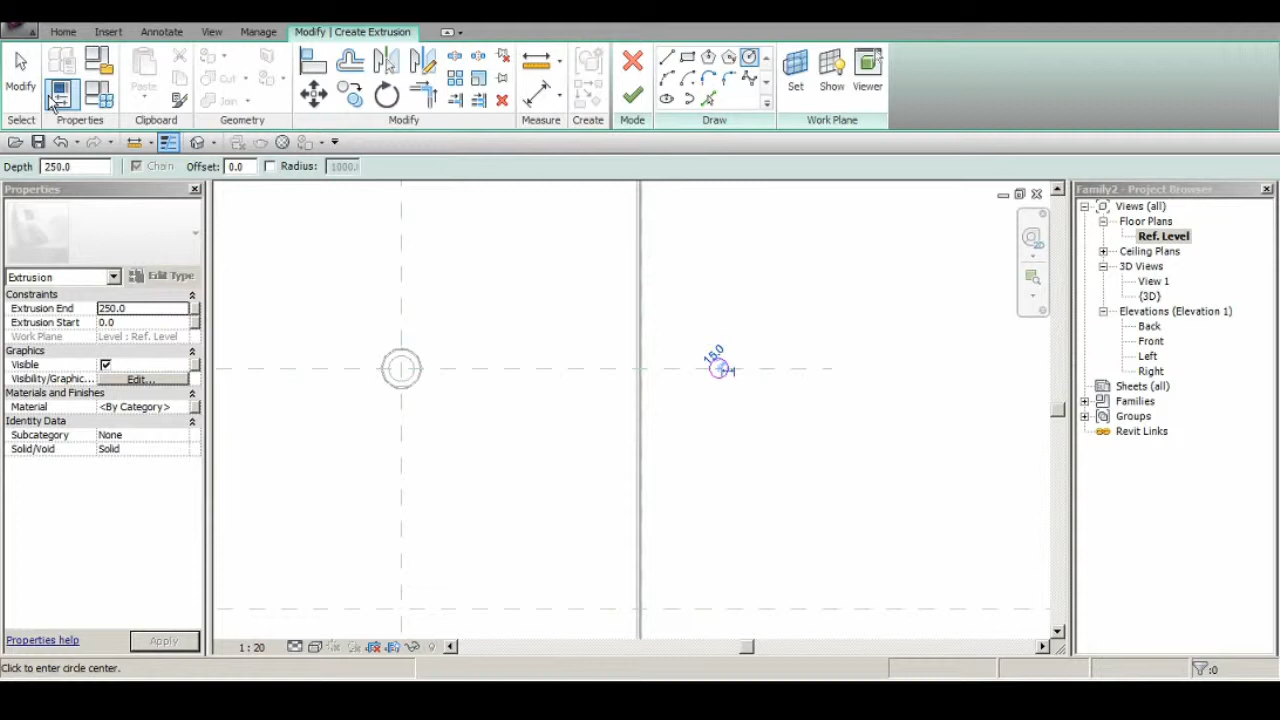 Home Insert Annotate View Manage Modify | Create Extrusion
Modify Paste Cut Join Set Show Viewer
Select Properties Clipboard Geometry Modify Measure Create Mode Draw Work Plane
Depth 250.0 Chain Offset: 0.0 Radius: 1000.
Properties
Extrusion Edit Type
Constraints
Extrusion End 250.0
Extrusion Start 0.0
Work Plane Level : Ref. Level
Graphics
Visible
Visibility/Graphic... Edit...
Materials and Finishes
Material <By Category>
Identity Data
Subcategory None
Solid/Void Solid
Properties help Apply
15.0
1 : 20
Family2 - Project Browser
Views (all)
Floor Plans
Ref. Level
Ceiling Plans
3D Views
View 1
{3D}
Elevations (Elevation 1)
Back
Front
Left
Right
Sheets (all)
Families
Groups
Revit Links
Click to enter circle center. :0